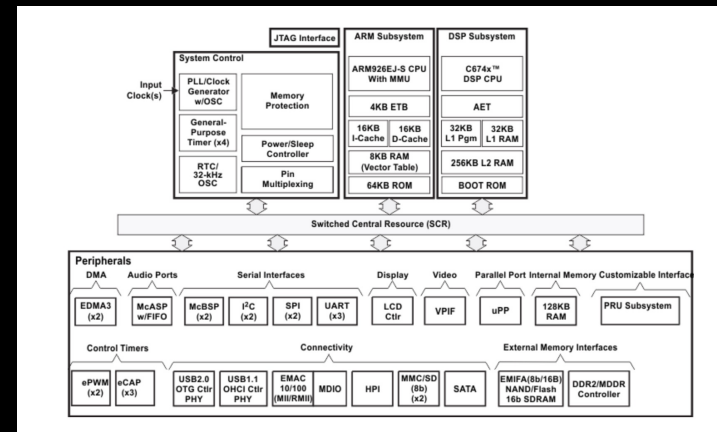 JTAG Interface
ARM Subsystem
DSP Subsystem
System Control
Input
Clock(s)
PLL/Clock
Generator
w/OSC
General-
Purpose
Timer (x4)
RTC/
32-kHz
OSC
Memory
Protection
Power/Sleep
Controller
Pin
Multiplexing
ARM926EJ-S CPU
With MMU
4KB ETB
16KB
I-Cache
16KB
D-Cache
8KB RAM
(Vector Table)
64KB ROM
C674x™
DSP CPU
AET
32KB
L1 Pgm
32KB
L1 RAM
256KB L2 RAM
BOOT ROM
Switched Central Resource (SCR)
Peripherals
DMA
Audio Ports
Serial Interfaces
Display
Video
Parallel Port
Internal Memory
Customizable Interface
EDMA3
(x2)
McASP
w/FIFO
McBSP
(x2)
I²C
(x2)
SPI
(x2)
UART
(x3)
LCD
Ctlr
VPIF
uPP
128KB
RAM
PRU Subsystem
Control Timers
Connectivity
External Memory Interfaces
ePWM
(x2)
eCAP
(x3)
USB2.0
OTG Ctlr
PHY
USB1.1
OHCI Ctlr
PHY
EMAC
10/100
(MII/RMII)
MDIO
HPI
MMC/SD
(8b)
(x2)
SATA
EMIFA(8b/16B)
NAND/Flash
16b SDRAM
DDR2/MDDR
Controller